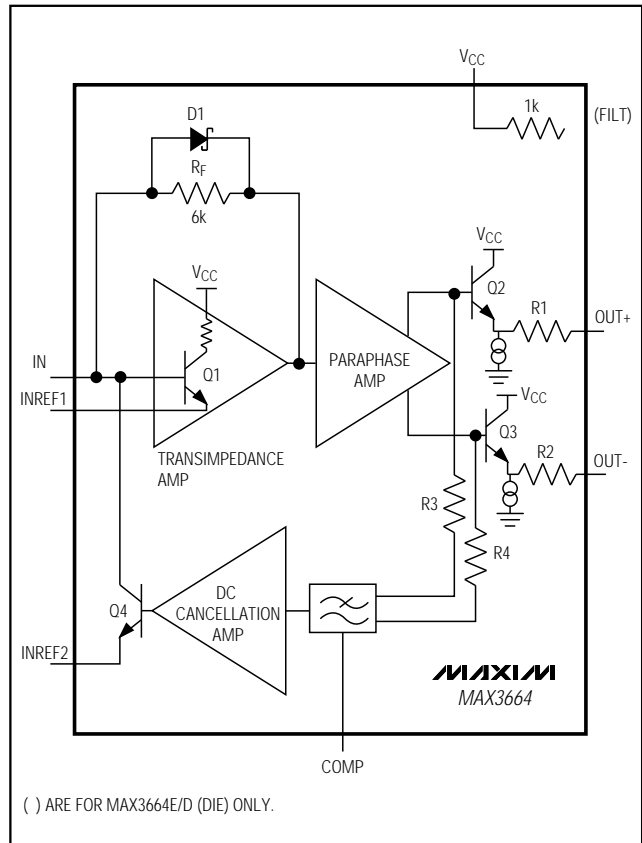 VCC
1k
(FILT)
D1
RF
6k
VCC
Q2
R1
OUT+
VCC
IN
Q1
INREF1
PARAPHASE
AMP
TRANSIMPEDANCE
AMP
VCC
Q3
R2
OUT-
R3
R4
DC
CANCELLATION
AMP
Q4
INREF2
MAXIM
MAX3664
COMP
( ) ARE FOR MAX3664E/D (DIE) ONLY.